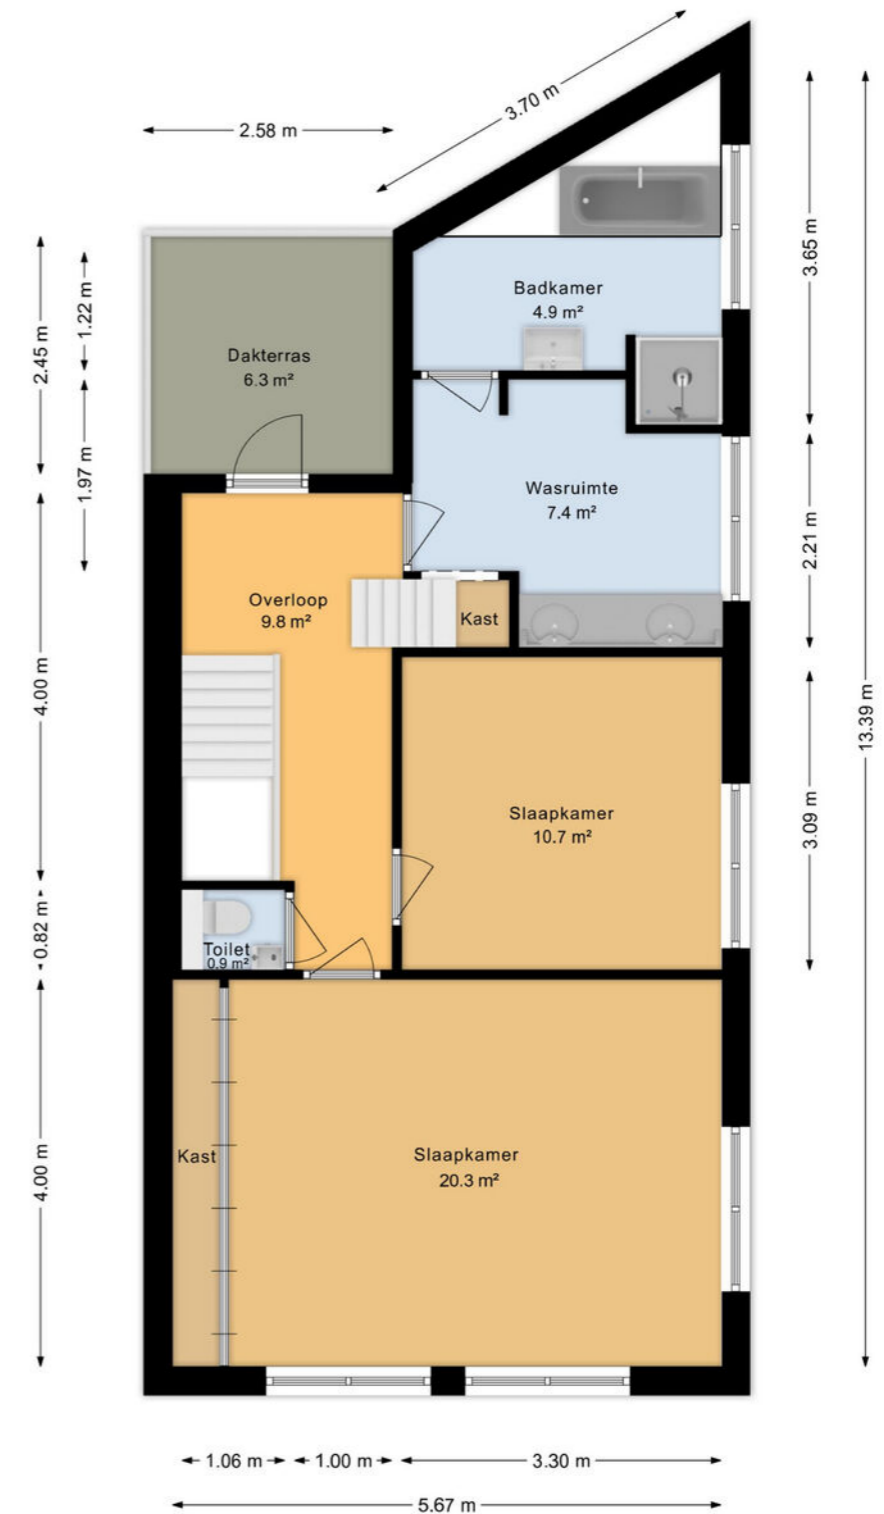 3.70 m
2.58 m
3.65 m
13.39 m
1.22 m
2.45 m
Badkamer
4.9 m²
Dakterras
6.3 m²
1.97 m
Wasruimte
7.4 m²
2.21 m
Overloop
9.8 m²
Kast
4.00 m
Slaapkamer
10.7 m²
3.09 m
0.82 m
Toilet
0.9 m²
4.00 m
Kast
Slaapkamer
20.3 m²
1.06 m
1.00 m
3.30 m
5.67 m